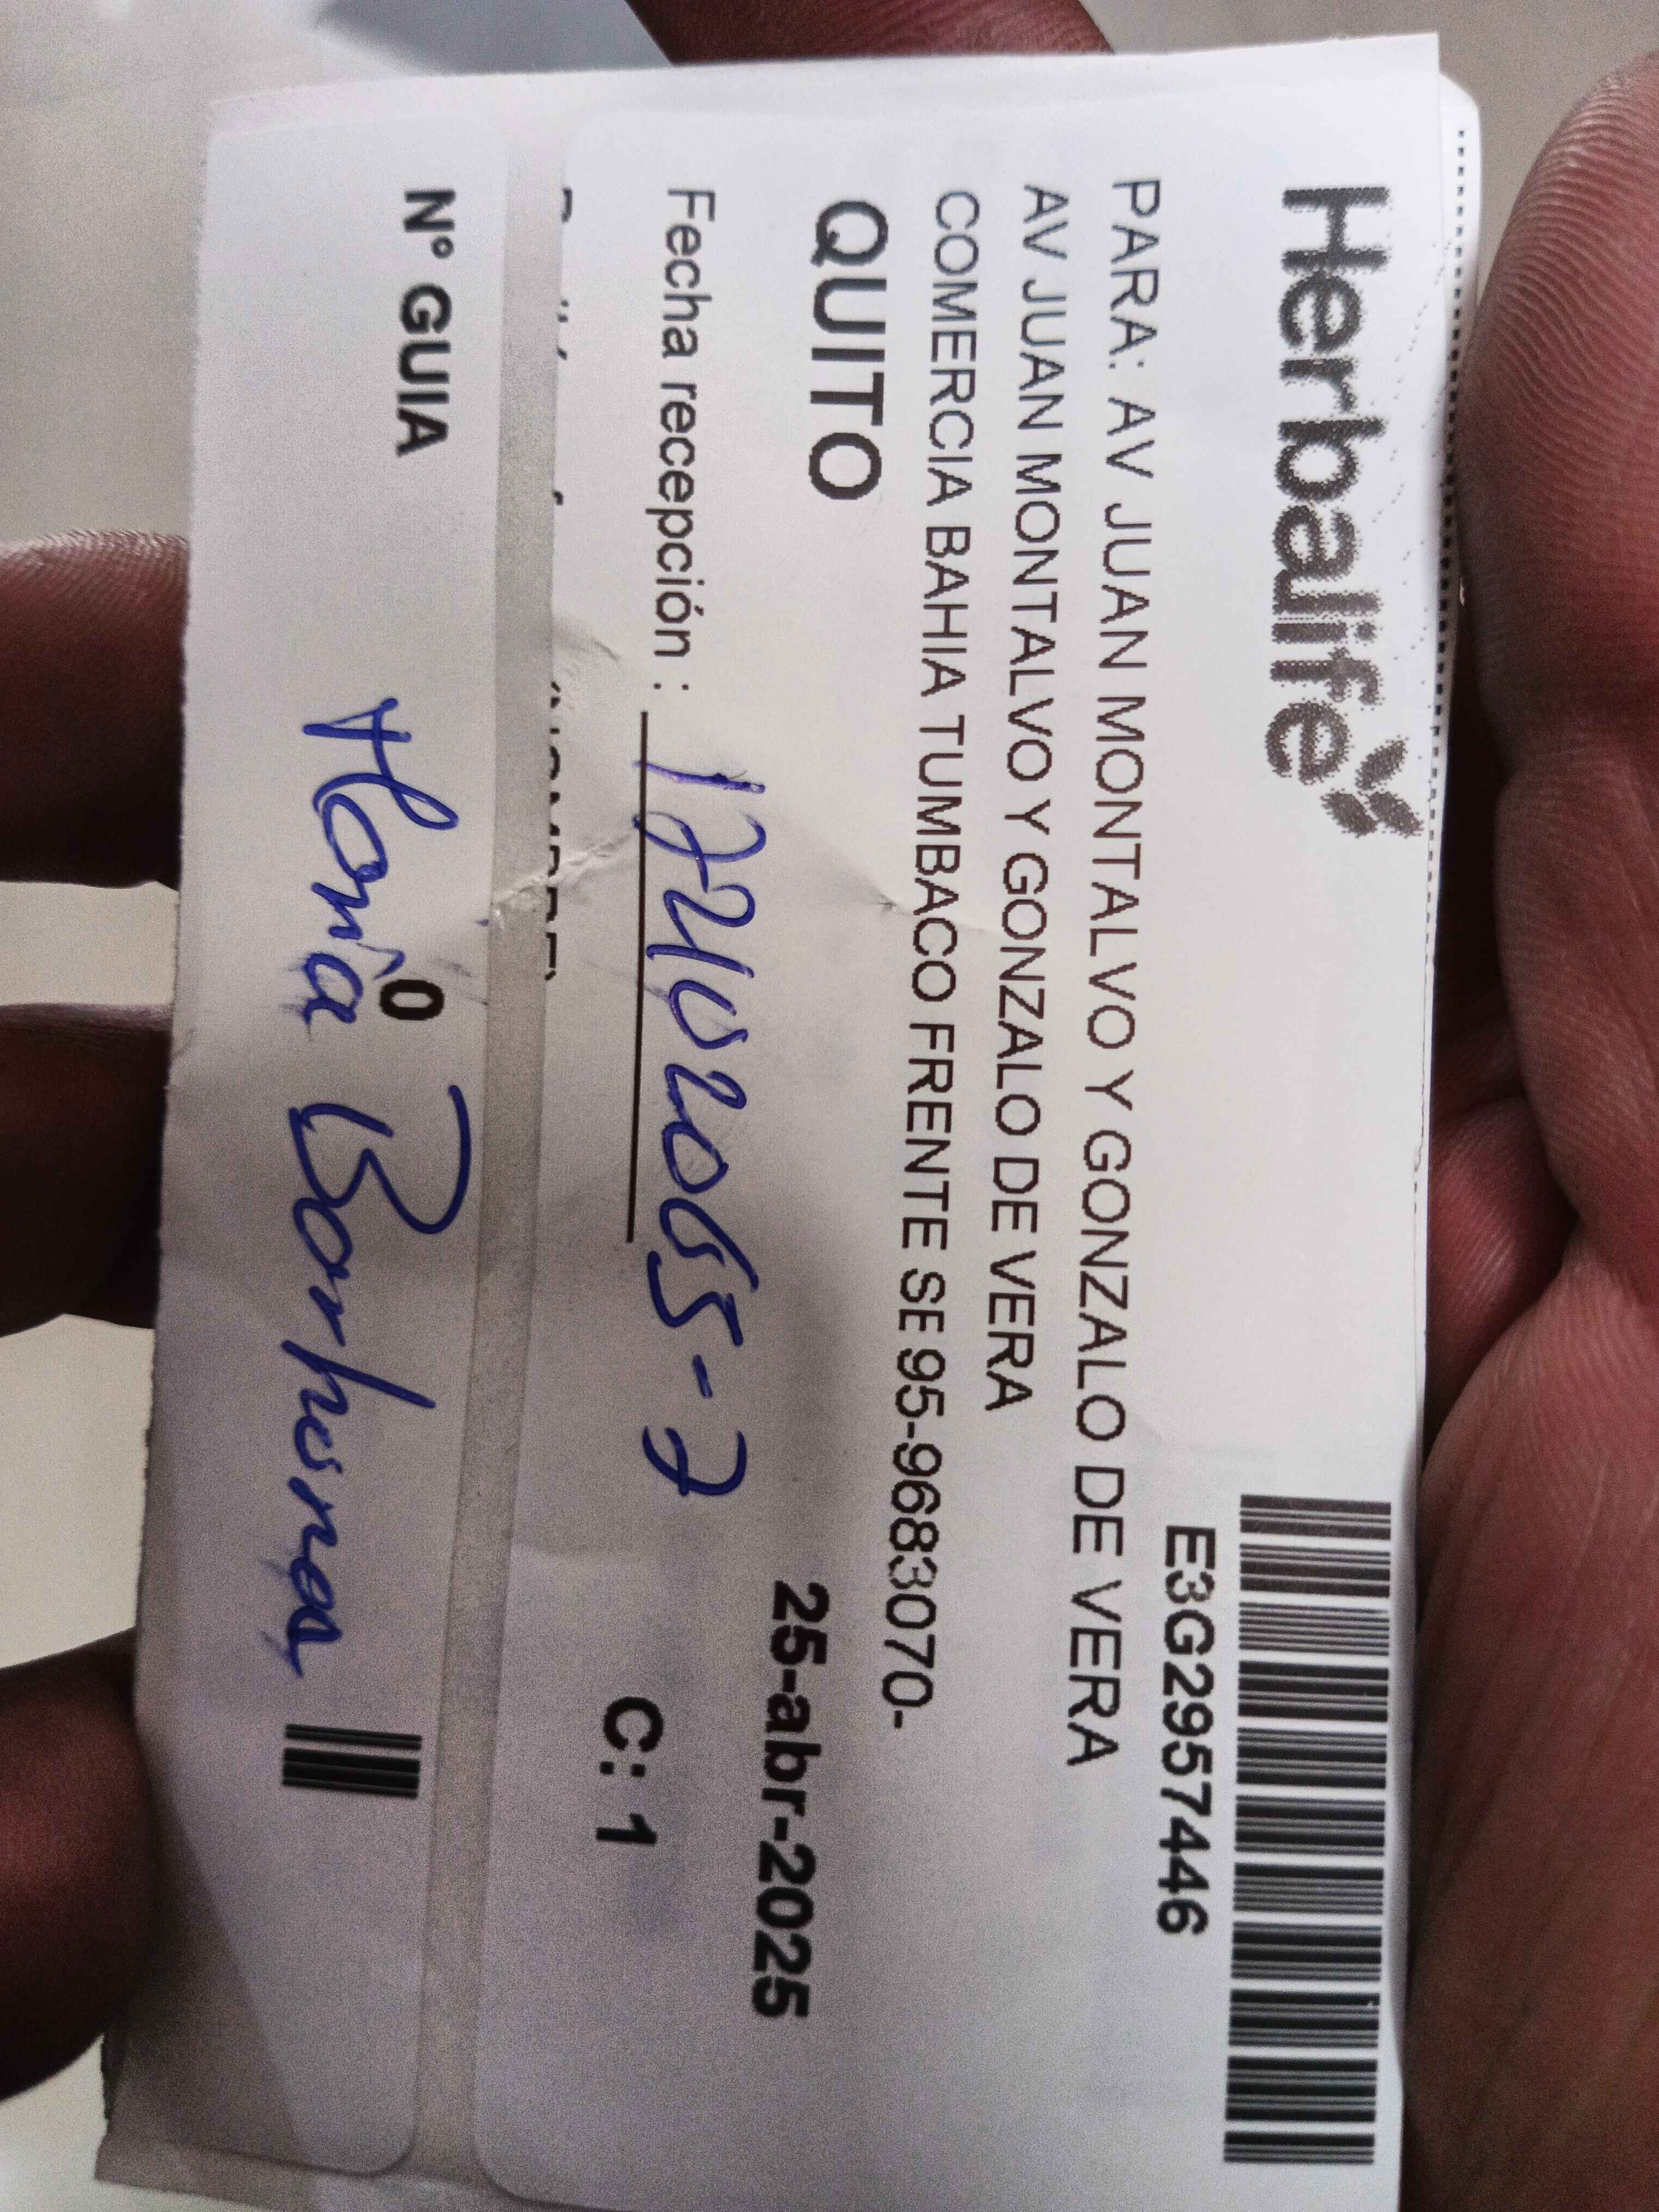 Herbalife
E3G2957446
PARA: AV JUAN MONTALVO Y GONZALO DE VERA
AV JUAN MONTALVO Y GONZALO DE VERA
COMERCIA BAHIA TUMBACO FRENTE SE 95-9683070-
QUITO
25-abr-2025
Fecha recepción :
C: 1
Nº GUIA
0